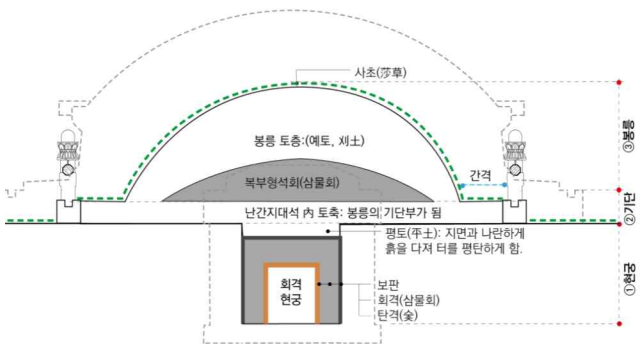 사초(莎草)
봉릉 토층:(예토, 刈土)
간격
복부형석회(삼물회)
난간지대석 內 토축: 봉릉의 기단부가 됨
평토(平土): 지면과 나란하게
흙을 다져 터를 평탄하게 함.
회격
현궁
보판
회격(삼물회)
탄격(숯)
③봉릉
②기단
①현궁